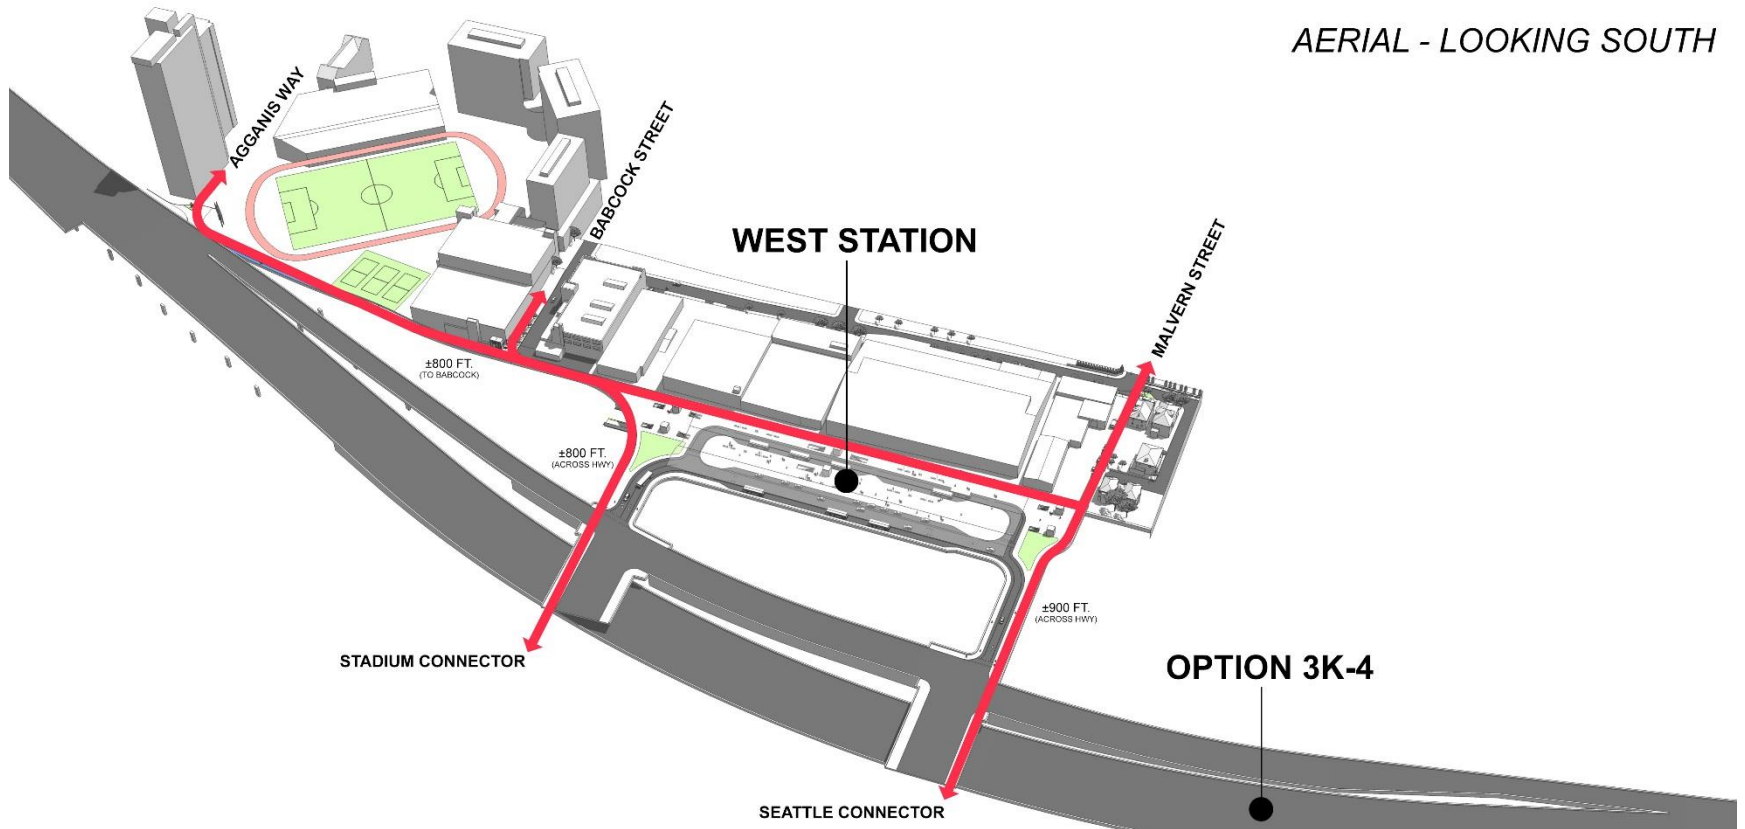 AERIAL - LOOKING SOUTH
AGGANIS WAY
BABCOCK STREET
WEST STATION
MALVERN STREET
±800 FT.
(TO BABCOCK)
±800 FT.
(ACROSS HWY)
±900 FT.
(ACROSS HWY)
STADIUM CONNECTOR
OPTION 3K-4
SEATTLE CONNECTOR